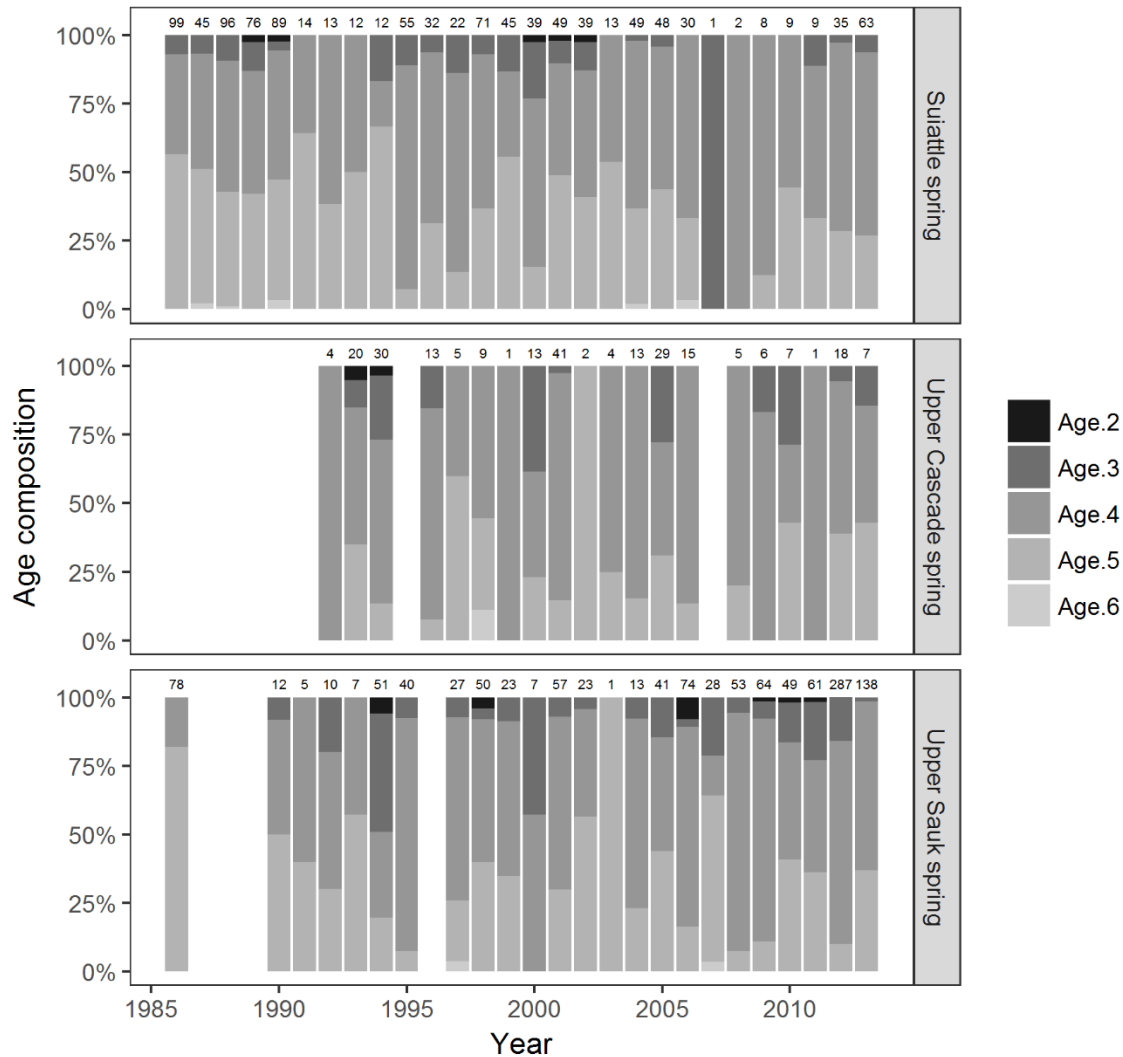 99 45 96 76 89 14 13 12 12 55 32 22 71 45 39 49 39 13 49 48 30 1 2 8 9 9 35 63
100%
75%
50%
25%
0%
Suiattle spring
4 20 30 13 5 9 1 13 41 2 4 13 29 15 5 6 7 1 18 7
100%
75%
50%
25%
0%
Upper Cascade spring
78 12 5 10 7 51 40 27 50 23 7 57 23 1 13 41 74 28 53 64 49 61 287 138
100%
75%
50%
25%
0%
Upper Sauk spring
Age composition
1985 1990 1995 2000 2005 2010
Year
Age.2
Age.3
Age.4
Age.5
Age.6